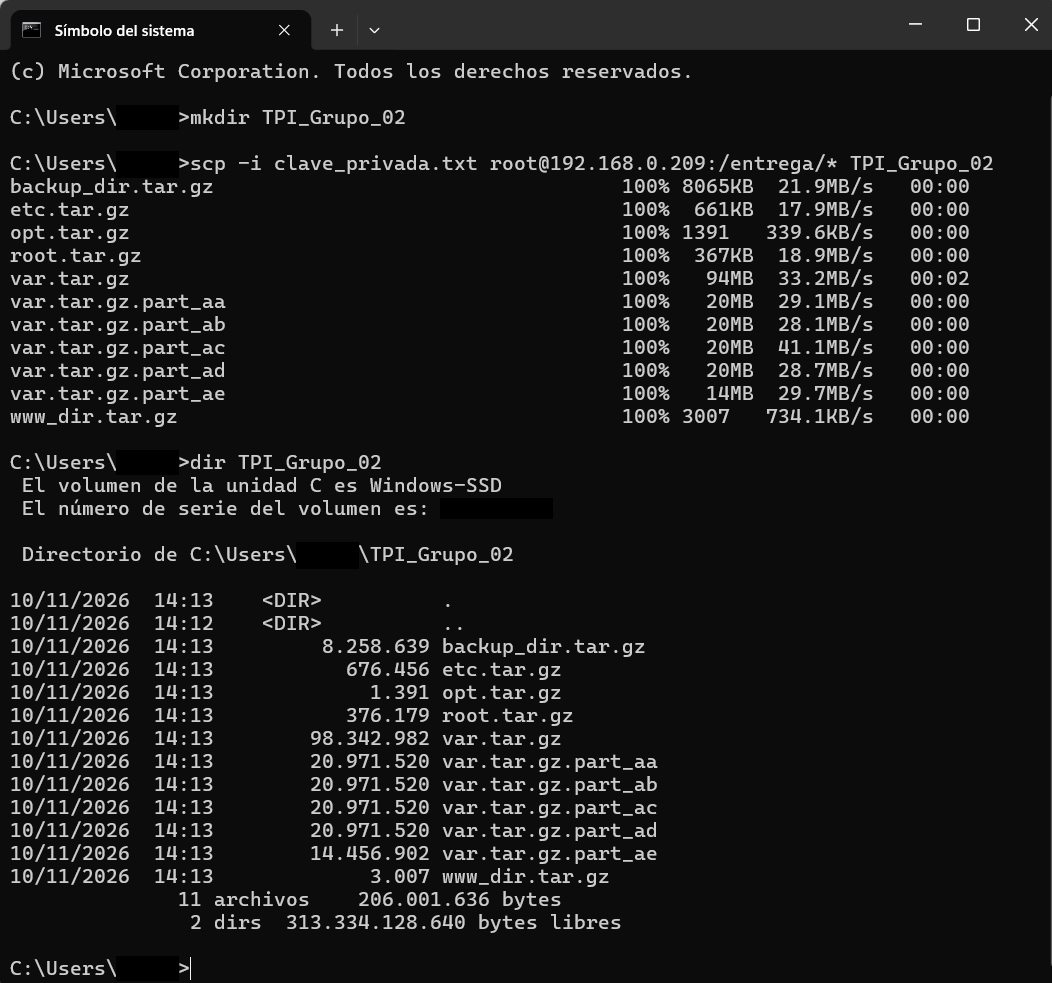 Símbolo del sistema
(c) Microsoft Corporation. Todos los derechos reservados.
C:\Users\ >mkdir TPI_Grupo_02
C:\Users\ >scp -i clave_privada.txt root@192.168.0.209:/entrega/* TPI_Grupo_02
backup_dir.tar.gz 100% 8065KB 21.9MB/s 00:00
etc.tar.gz 100% 661KB 17.9MB/s 00:00
opt.tar.gz 100% 1391 339.6KB/s 00:00
root.tar.gz 100% 367KB 18.9MB/s 00:00
var.tar.gz 100% 94MB 33.2MB/s 00:02
var.tar.gz.part_aa 100% 20MB 29.1MB/s 00:00
var.tar.gz.part_ab 100% 20MB 28.1MB/s 00:00
var.tar.gz.part_ac 100% 20MB 41.1MB/s 00:00
var.tar.gz.part_ad 100% 20MB 28.7MB/s 00:00
var.tar.gz.part_ae 100% 14MB 29.7MB/s 00:00
www_dir.tar.gz 100% 3007 734.1KB/s 00:00
C:\Users\ >dir TPI_Grupo_02
El volumen de la unidad C es Windows-SSD
El número de serie del volumen es:
Directorio de C:\Users\ \TPI_Grupo_02
10/11/2026 14:13 <DIR> .
10/11/2026 14:12 <DIR> ..
10/11/2026 14:13 8.258.639 backup_dir.tar.gz
10/11/2026 14:13 676.456 etc.tar.gz
10/11/2026 14:13 1.391 opt.tar.gz
10/11/2026 14:13 376.179 root.tar.gz
10/11/2026 14:13 98.342.982 var.tar.gz
10/11/2026 14:13 20.971.520 var.tar.gz.part_aa
10/11/2026 14:13 20.971.520 var.tar.gz.part_ab
10/11/2026 14:13 20.971.520 var.tar.gz.part_ac
10/11/2026 14:13 20.971.520 var.tar.gz.part_ad
10/11/2026 14:13 14.456.902 var.tar.gz.part_ae
10/11/2026 14:13 3.007 www_dir.tar.gz
11 archivos 206.001.636 bytes
2 dirs 313.334.128.640 bytes libres
C:\Users\ >